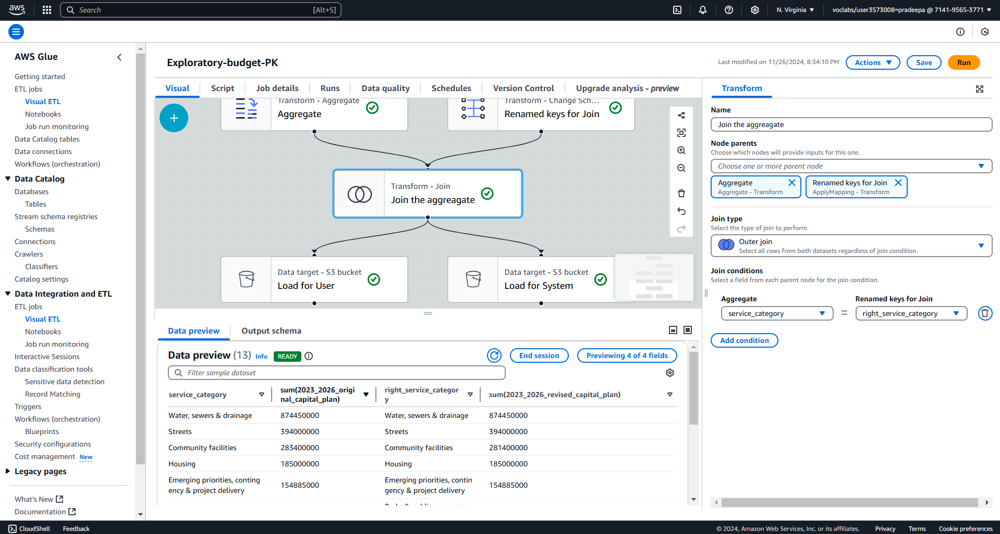 aws
Search
[Alt+S]
N. Virginia
voclabs/user3573008=pradeepa @ 7141-9565-3771
AWS Glue
Getting started
ETL jobs
Visual ETL
Notebooks
Job run monitoring
Data Catalog tables
Data connections
Workflows (orchestration)
Data Catalog
Databases
Tables
Stream schema registries
Schemas
Connections
Crawlers
Classifiers
Catalog settings
Data Integration and ETL
ETL jobs
Visual ETL
Notebooks
Job run monitoring
Interactive Sessions
Data classification tools
Sensitive data detection
Record Matching
Triggers
Workflows (orchestration)
Blueprints
Security configurations
Cost management New
Legacy pages
What's New
Documentation
Exploratory-budget-PK
Last modified on 11/26/2024, 8:34:10 PM
Actions
Save
Run
Visual
Script
Job details
Runs
Data quality
Schedules
Version Control
Upgrade analysis - preview
Transform - Aggregate
Aggregate
Transform - Change Sch...
Renamed keys for Join
Transform - Join
Join the aggreagate
Data target - S3 bucket
Load for User
Data target - S3 bucket
Load for System
Data preview
Output schema
Data preview (13) Info READY
End session
Previewing 4 of 4 fields
Filter sample dataset
service_category
sum(2023_2026_origi
nal_capital_plan)
right_service_categor
y
sum(2023_2026_revised_capital_plan)
Water, sewers & drainage 874450000 Water, sewers & drainage 874450000
Streets 394000000 Streets 394000000
Community facilities 283400000 Community facilities 281400000
Housing 185000000 Housing 185000000
Emerging priorities, conting
ency & project delivery
154885000
Emerging priorities, contin
gency & project delivery
154885000
Transform
Name
Join the aggreagate
Node parents
Choose which nodes will provide inputs for this one.
Choose one or more parent node
Aggregate
Aggregate - Transform
Renamed keys for Join
ApplyMapping - Transform
Join type
Select the type of join to perform.
Outer join
Select all rows from both datasets regardless of join condition.
Join conditions
Select a field from each parent node for the join condition.
Aggregate
Renamed keys for Join
service_category = right_service_category
Add condition
CloudShell
Feedback
© 2024, Amazon Web Services, Inc. or its affiliates.
Privacy
Terms
Cookie preferences